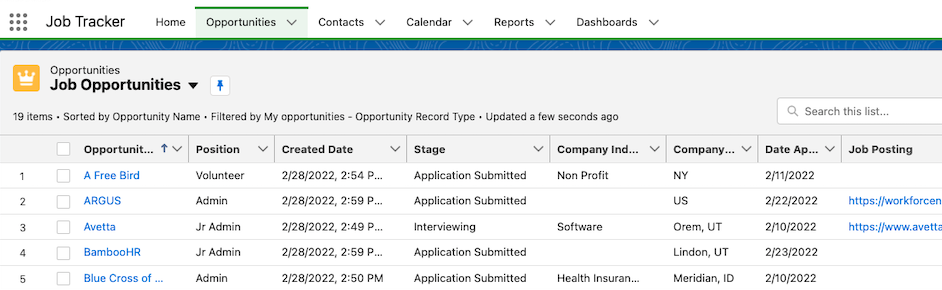 Job Tracker Home Opportunities Contacts Calendar Reports Dashboards
Opportunities
Job Opportunities
19 items • Sorted by Opportunity Name • Filtered by My opportunities - Opportunity Record Type • Updated a few seconds ago
Search this list...
Opportunit... Position Created Date Stage Company Ind... Company... Date Ap... Job Posting
1 A Free Bird Volunteer 2/28/2022, 2:54 P... Application Submitted Non Profit NY 2/11/2022
2 ARGUS Admin 2/28/2022, 2:59 P... Application Submitted US 2/22/2022 https://workforcen
3 Avetta Jr Admin 2/28/2022, 2:49 P... Interviewing Software Orem, UT 2/10/2022 https://www.avetta
4 BambooHR Jr Admin 2/28/2022, 2:59 P... Application Submitted Lindon, UT 2/23/2022
5 Blue Cross of ... Admin 2/28/2022, 2:50 PM Application Submitted Health Insuran... Meridian, ID 2/10/2022